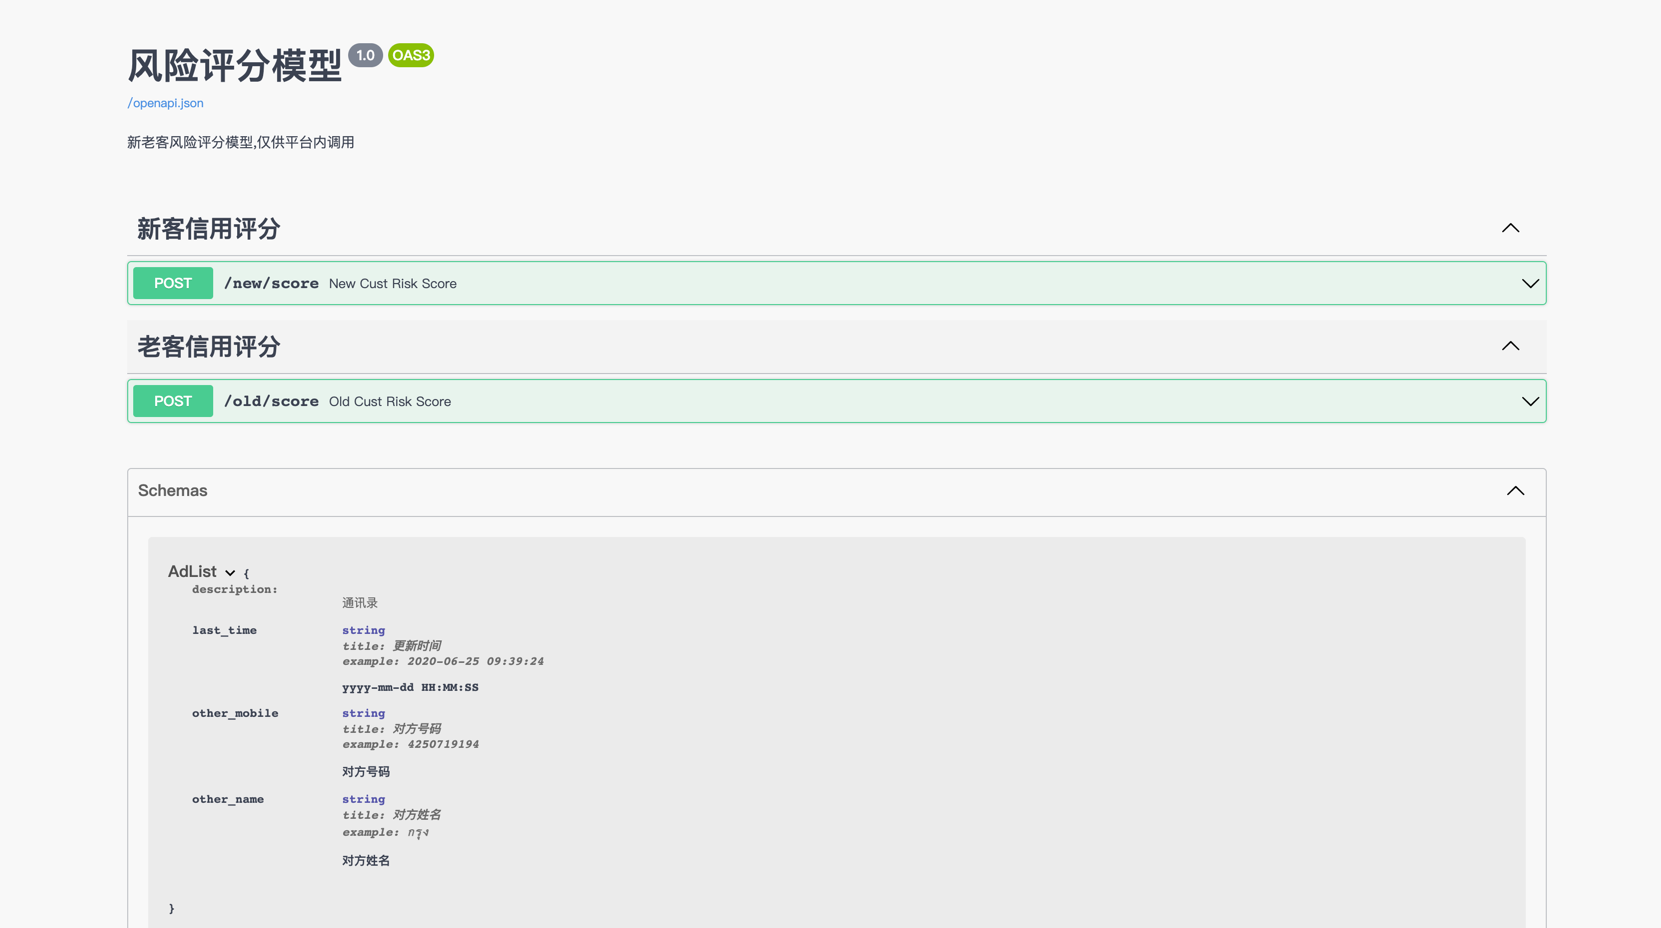 风险评分模型 1.0 OAS3
/openapi.json
新老客风险评分模型,仅供平台内调用
新客信用评分
POST /new/score New Cust Risk Score
老客信用评分
POST /old/score Old Cust Risk Score
Schemas
AdList {
description:
通讯录
last_time string
title: 更新时间
example: 2020-06-25 09:39:24
yyyy-mm-dd HH:MM:SS
other_mobile string
title: 对方号码
example: 4250719194
对方号码
other_name string
title: 对方姓名
example: กรุง
对方姓名
}